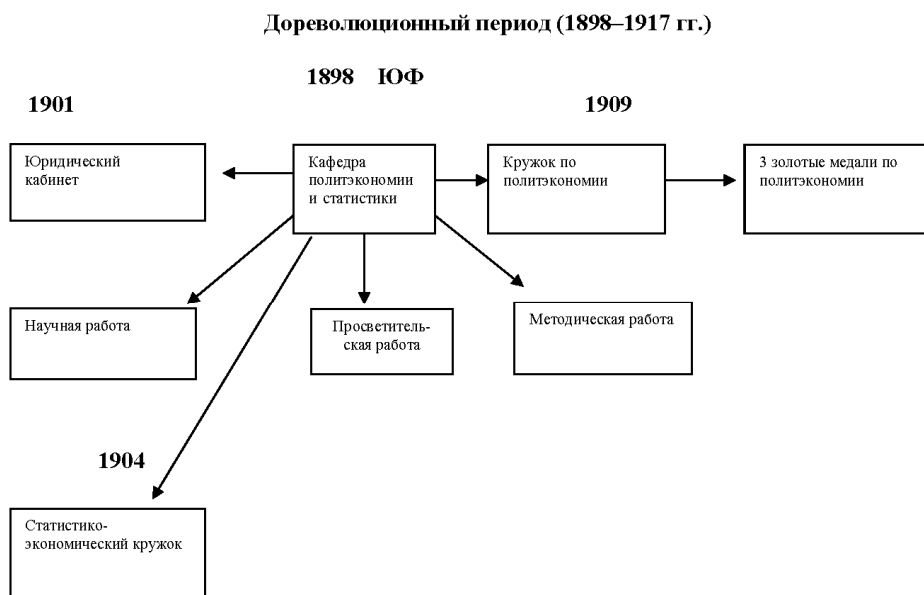 Дореволюционный период (1898–1917 гг.)
1898 ЮФ
1901
1909
Юридический
кабинет
Кафедра
политэкономии
и статистики
Кружок по
политэкономии
3 золотые медали по
политэкономии
Научная работа
Просветитель-
ская работа
Методическая работа
1904
Статистико-
экономический кружок